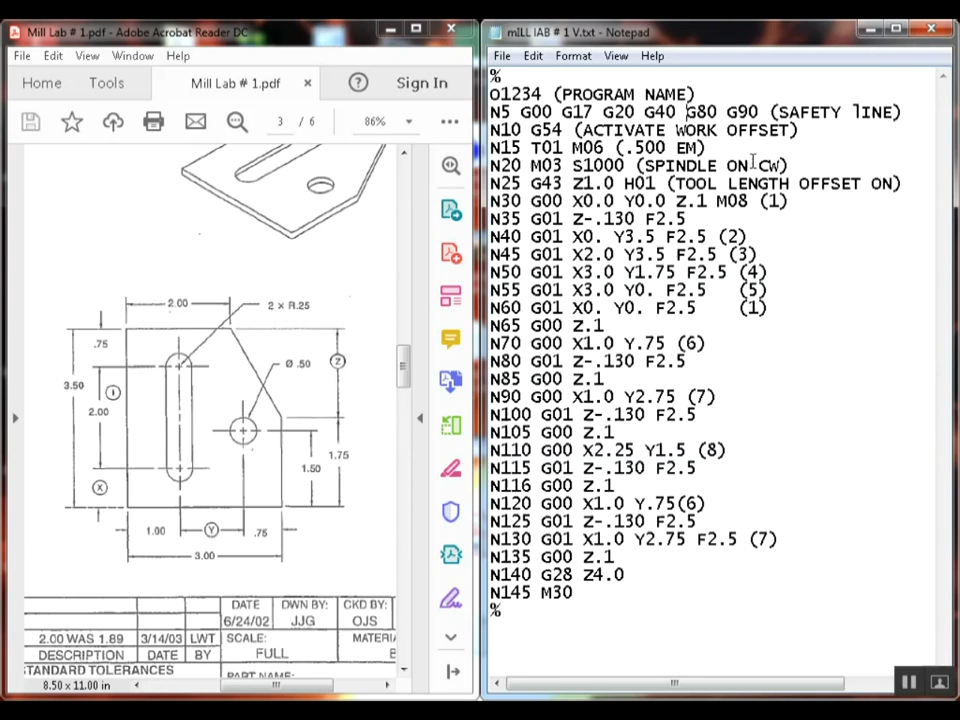 Mill Lab # 1.pdf - Adobe Acrobat Reader DC
File Edit View Window Help
Home Tools Mill Lab # 1.pdf × ? Sign In
3 / 6 86%
2.00
2 × R.25
.75
Ø .50
Z
3.50
1
2.00
1.75
1.50
X
1.00 Y .75
3.00
DATE DWN BY: CKD BY:
6/24/02 JJG OJS
2.00 WAS 1.89 3/14/03 LWT SCALE: MATERI
DESCRIPTION DATE BY FULL
STANDARD TOLERANCES PART NAME:
8.50 x 11.00 in
mILL lAB # 1 V.txt - Notepad
File Edit Format View Help
%
O1234 (PROGRAM NAME)
N5 G00 G17 G20 G40 G80 G90 (SAFETY lINE)
N10 G54 (ACTIVATE WORK OFFSET)
N15 T01 M06 (.500 EM)
N20 M03 S1000 (SPINDLE ON CW)
N25 G43 Z1.0 H01 (TOOL LENGTH OFFSET ON)
N30 G00 X0.0 Y0.0 Z.1 M08 (1)
N35 G01 Z-.130 F2.5
N40 G01 X0. Y3.5 F2.5 (2)
N45 G01 X2.0 Y3.5 F2.5 (3)
N50 G01 X3.0 Y1.75 F2.5 (4)
N55 G01 X3.0 Y0. F2.5 (5)
N60 G01 X0. Y0. F2.5 (1)
N65 G00 Z.1
N70 G00 X1.0 Y.75 (6)
N80 G01 Z-.130 F2.5
N85 G00 Z.1
N90 G00 X1.0 Y2.75 (7)
N100 G01 Z-.130 F2.5
N105 G00 Z.1
N110 G00 X2.25 Y1.5 (8)
N115 G01 Z-.130 F2.5
N116 G00 Z.1
N120 G00 X1.0 Y.75(6)
N125 G01 Z-.130 F2.5
N130 G01 X1.0 Y2.75 F2.5 (7)
N135 G00 Z.1
N140 G28 Z4.0
N145 M30
%